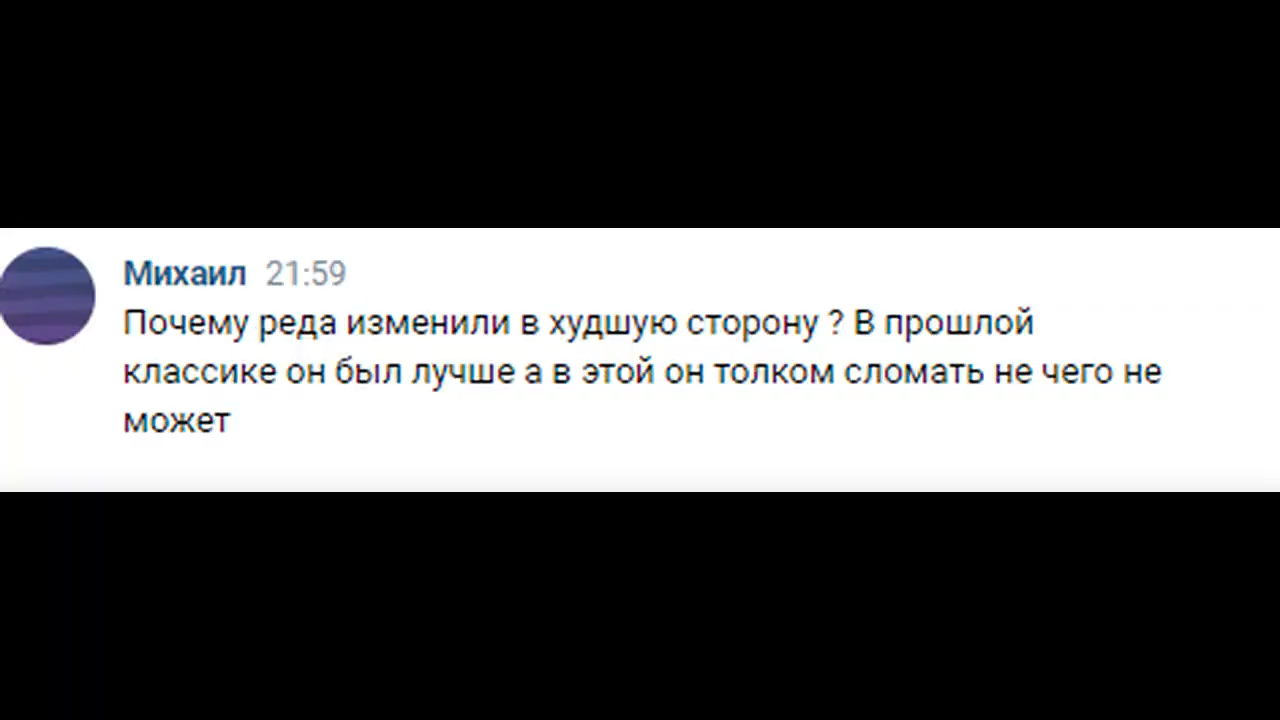 Михаил 21:59
Почему реда изменили в худшую сторону ? В прошлой
классике он был лучше а в этой он толком сломать не чего не
может